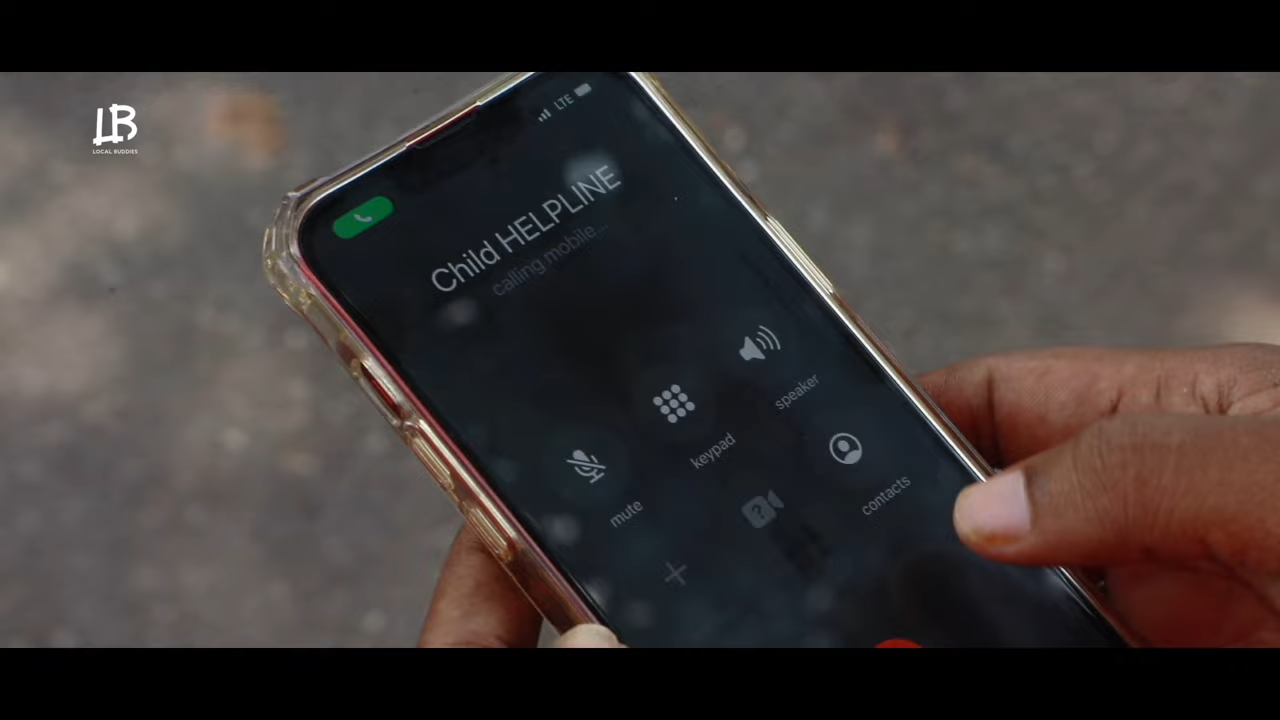 LB
LOCAL BUDDIES
LTE
Child HELPLINE
calling mobile...
mute
keypad
speaker
contacts